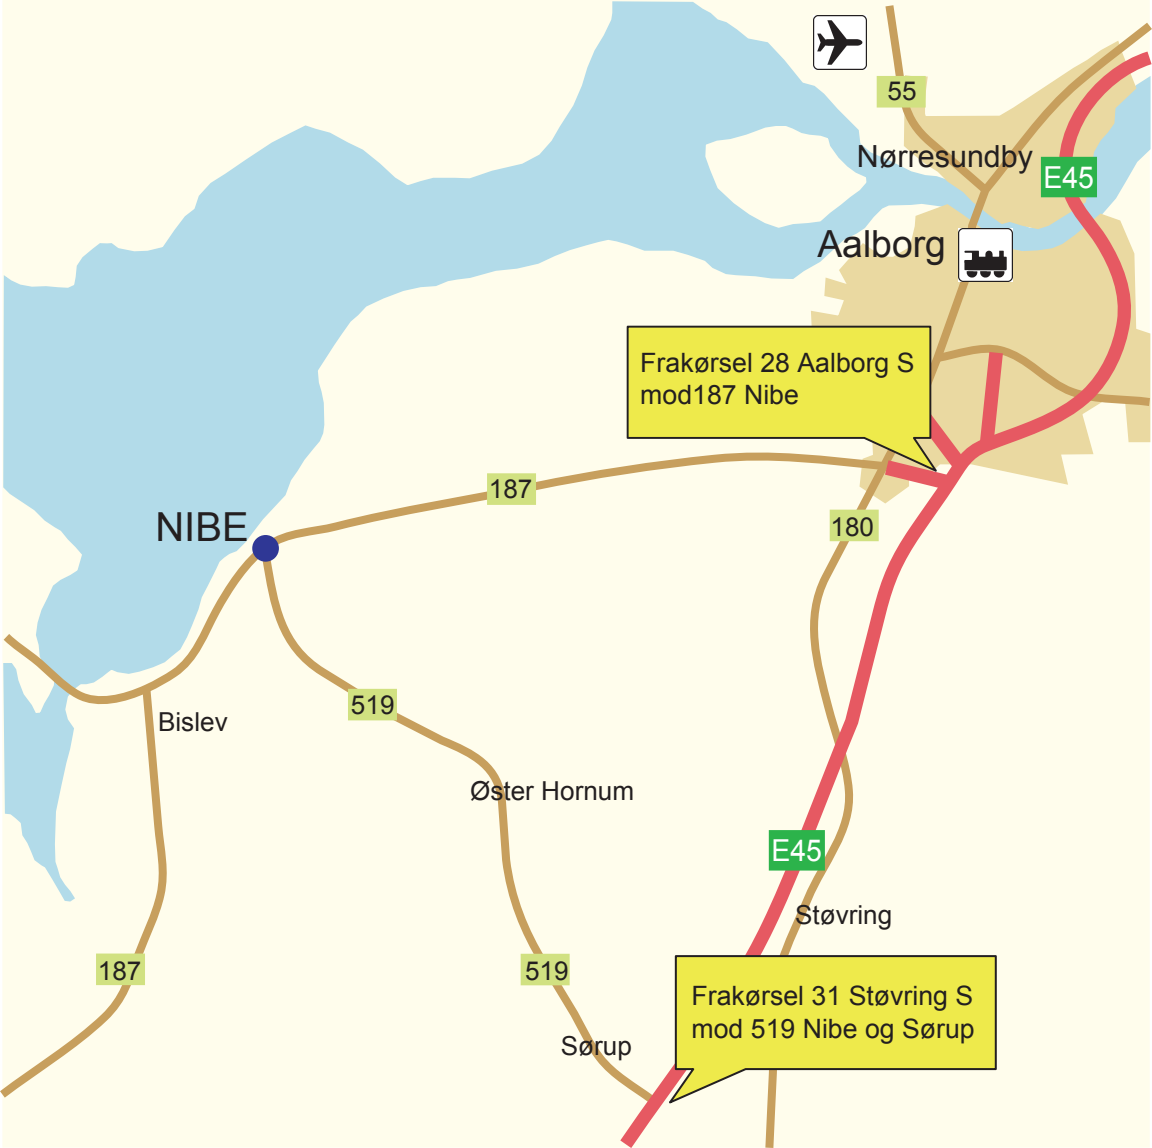 55
Nørresundby
E45
Aalborg
Frakørsel 28 Aalborg S
mod187 Nibe
187
NIBE
180
519
Bislev
Øster Hornum
E45
Støvring
187
519
Frakørsel 31 Støvring S
mod 519 Nibe og Sørup
Sørup